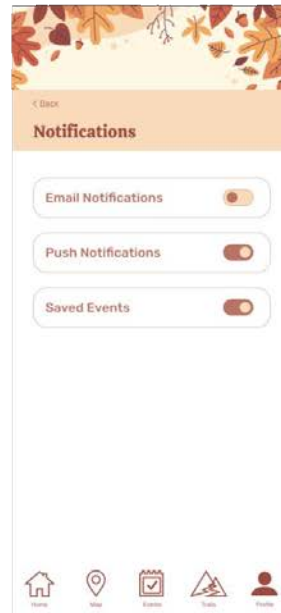 < Back
Notifications
Email Notifications
Push Notifications
Saved Events
Home
Map
Events
Trails
Profile